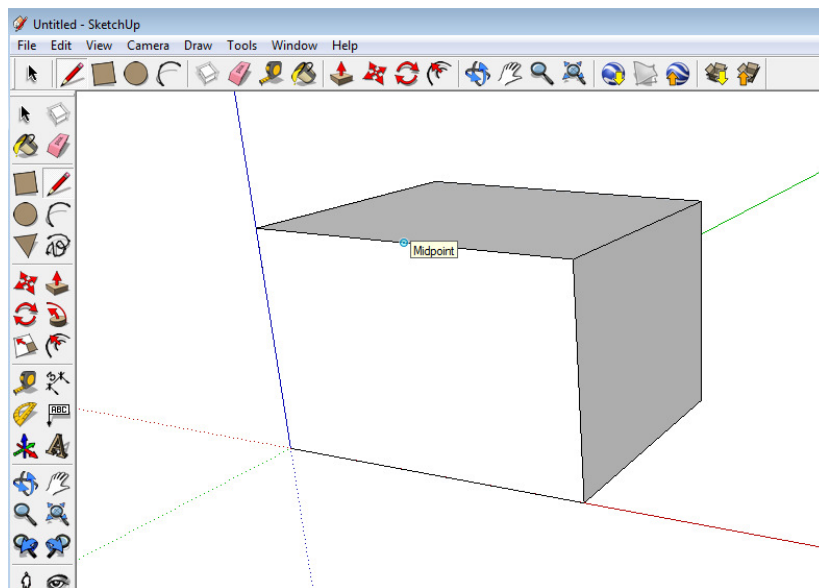 Untitled - SketchUp
File Edit View Camera Draw Tools Window Help
Midpoint
ABC
A